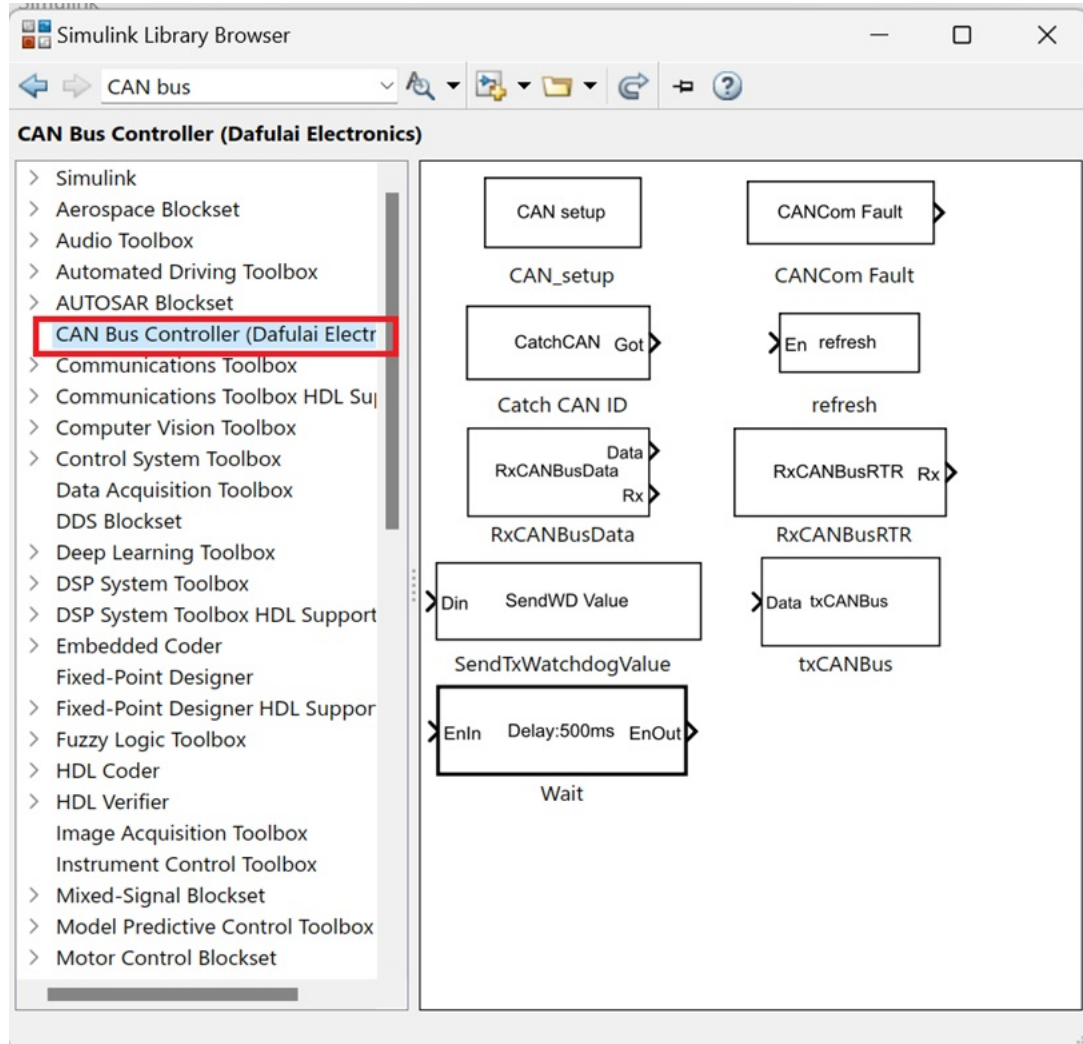 Simulink Library Browser
CAN bus
CAN Bus Controller (Dafulai Electronics)
Simulink
Aerospace Blockset
Audio Toolbox
Automated Driving Toolbox
AUTOSAR Blockset
CAN Bus Controller (Dafulai Electr
Communications Toolbox
Communications Toolbox HDL Su
Computer Vision Toolbox
Control System Toolbox
Data Acquisition Toolbox
DDS Blockset
Deep Learning Toolbox
DSP System Toolbox
DSP System Toolbox HDL Support
Embedded Coder
Fixed-Point Designer
Fixed-Point Designer HDL Suppor
Fuzzy Logic Toolbox
HDL Coder
HDL Verifier
Image Acquisition Toolbox
Instrument Control Toolbox
Mixed-Signal Blockset
Model Predictive Control Toolbox
Motor Control Blockset
CAN setup
CAN_setup
CANCom Fault
CANCom Fault
CatchCAN Got
Catch CAN ID
En refresh
refresh
Data
RxCANBusData
Rx
RxCANBusData
RxCANBusRTR Rx
RxCANBusRTR
Din SendWD Value
SendTxWatchdogValue
Data txCANBus
txCANBus
EnIn Delay:500ms EnOut
Wait